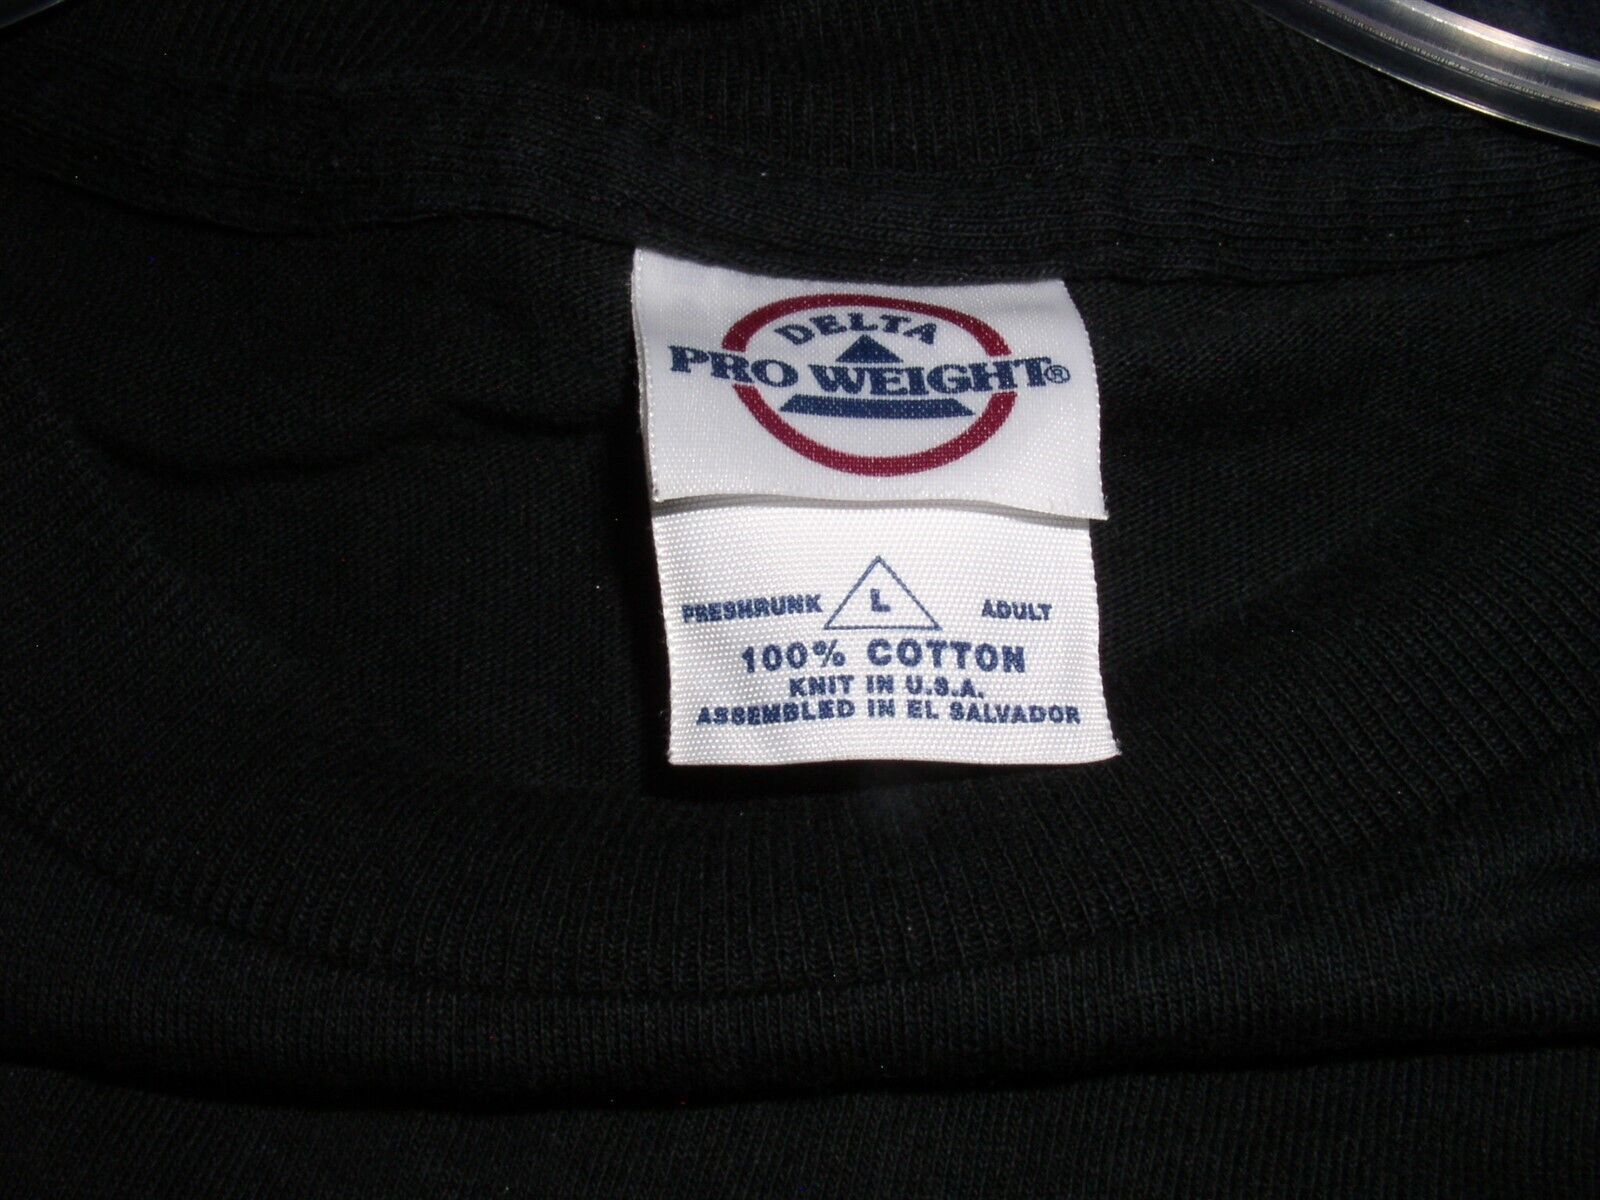 DELTA
PRO WEIGHT®
PRESHRUNK L ADULT
100% COTTON
KNIT IN U.S.A.
ASSEMBLED IN EL SALVADOR